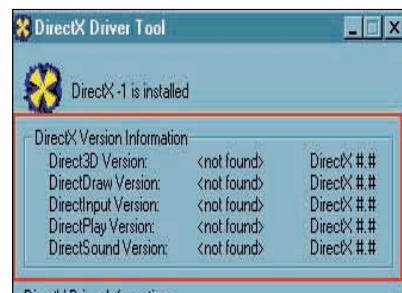 DirectX Driver Tool
DirectX -1 is installed
DirectX Version Information
Direct3D Version: <not found> DirectX #.#
DirectDraw Version: <not found> DirectX #.#
DirectInput Version: <not found> DirectX #.#
DirectPlay Version: <not found> DirectX #.#
DirectSound Version: <not found> DirectX #.#